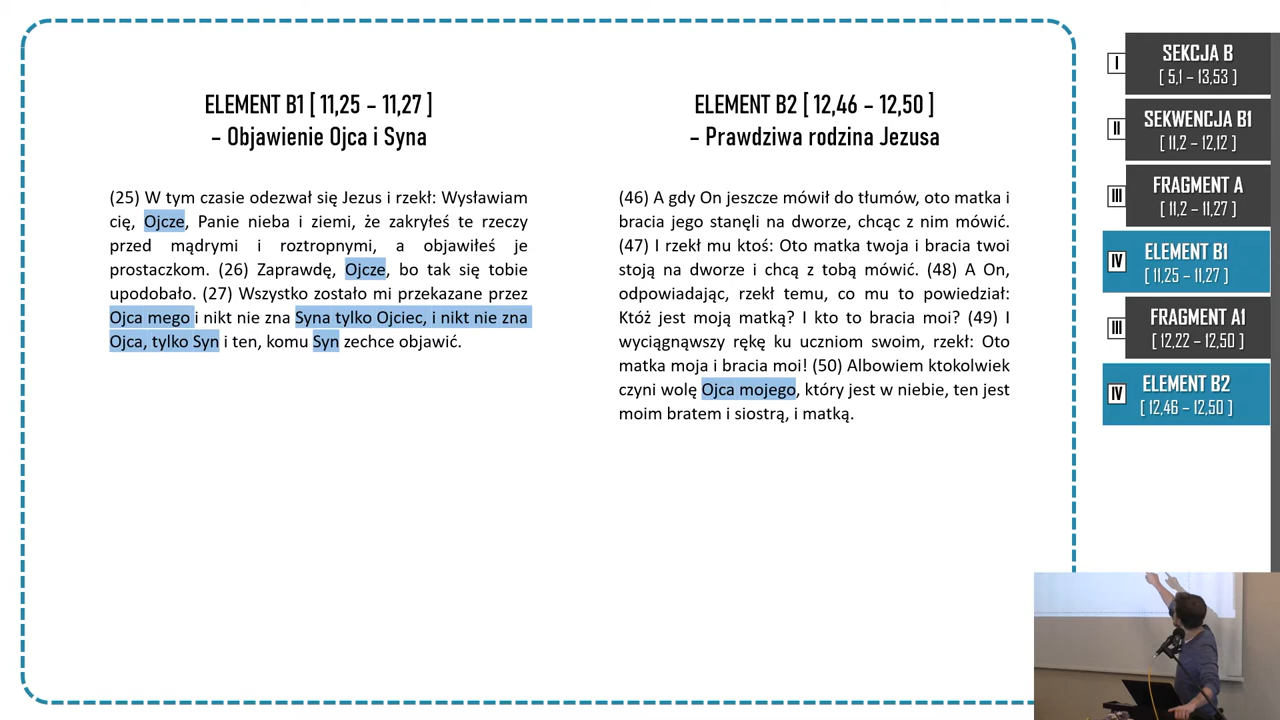 ELEMENT B1 [ 11,25 – 11,27 ]
– Objawienie Ojca i Syna
(25) W tym czasie odezwał się Jezus i rzekł: Wysławiam
cię, Ojcze, Panie nieba i ziemi, że zakryłeś te rzeczy
przed mądrymi i roztropnymi, a objawiłeś je
prostaczkom. (26) Zaprawdę, Ojcze, bo tak się tobie
upodobało. (27) Wszystko zostało mi przekazane przez
Ojca mego i nikt nie zna Syna tylko Ojciec, i nikt nie zna
Ojca, tylko Syn i ten, komu Syn zechce objawić.
ELEMENT B2 [ 12,46 – 12,50 ]
– Prawdziwa rodzina Jezusa
(46) A gdy On jeszcze mówił do tłumów, oto matka i
bracia jego stanęli na dworze, chcąc z nim mówić.
(47) I rzekł mu ktoś: Oto matka twoja i bracia twoi
stoją na dworze i chcą z tobą mówić. (48) A On,
odpowiadając, rzekł temu, co mu to powiedział:
Któż jest moją matką? I kto to bracia moi? (49) I
wyciągnąwszy rękę ku uczniom swoim, rzekł: Oto
matka moja i bracia moi! (50) Albowiem ktokolwiek
czyni wolę Ojca mojego, który jest w niebie, ten jest
moim bratem i siostrą, i matką.
I
SEKCJA B
[ 5,1 – 13,53 ]
II
SEKWENCJA B1
[ 11,2 – 12,12 ]
III
FRAGMENT A
[ 11,2 – 11,27 ]
IV
ELEMENT B1
[ 11,25 – 11,27 ]
III
FRAGMENT A1
[ 12,22 – 12,50 ]
IV
ELEMENT B2
[ 12,46 – 12,50 ]